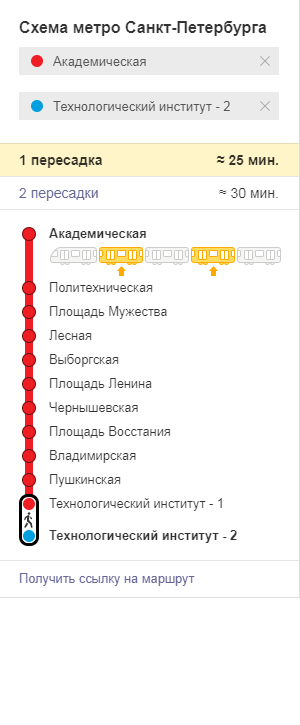 Схема метро Санкт-Петербурга
Академическая
Технологический институт - 2
1 пересадка ≈ 25 мин.
2 пересадки ≈ 30 мин.
Академическая
Политехническая
Площадь Мужества
Лесная
Выборгская
Площадь Ленина
Чернышевская
Площадь Восстания
Владимирская
Пушкинская
Технологический институт - 1
Технологический институт - 2
Получить ссылку на маршрут